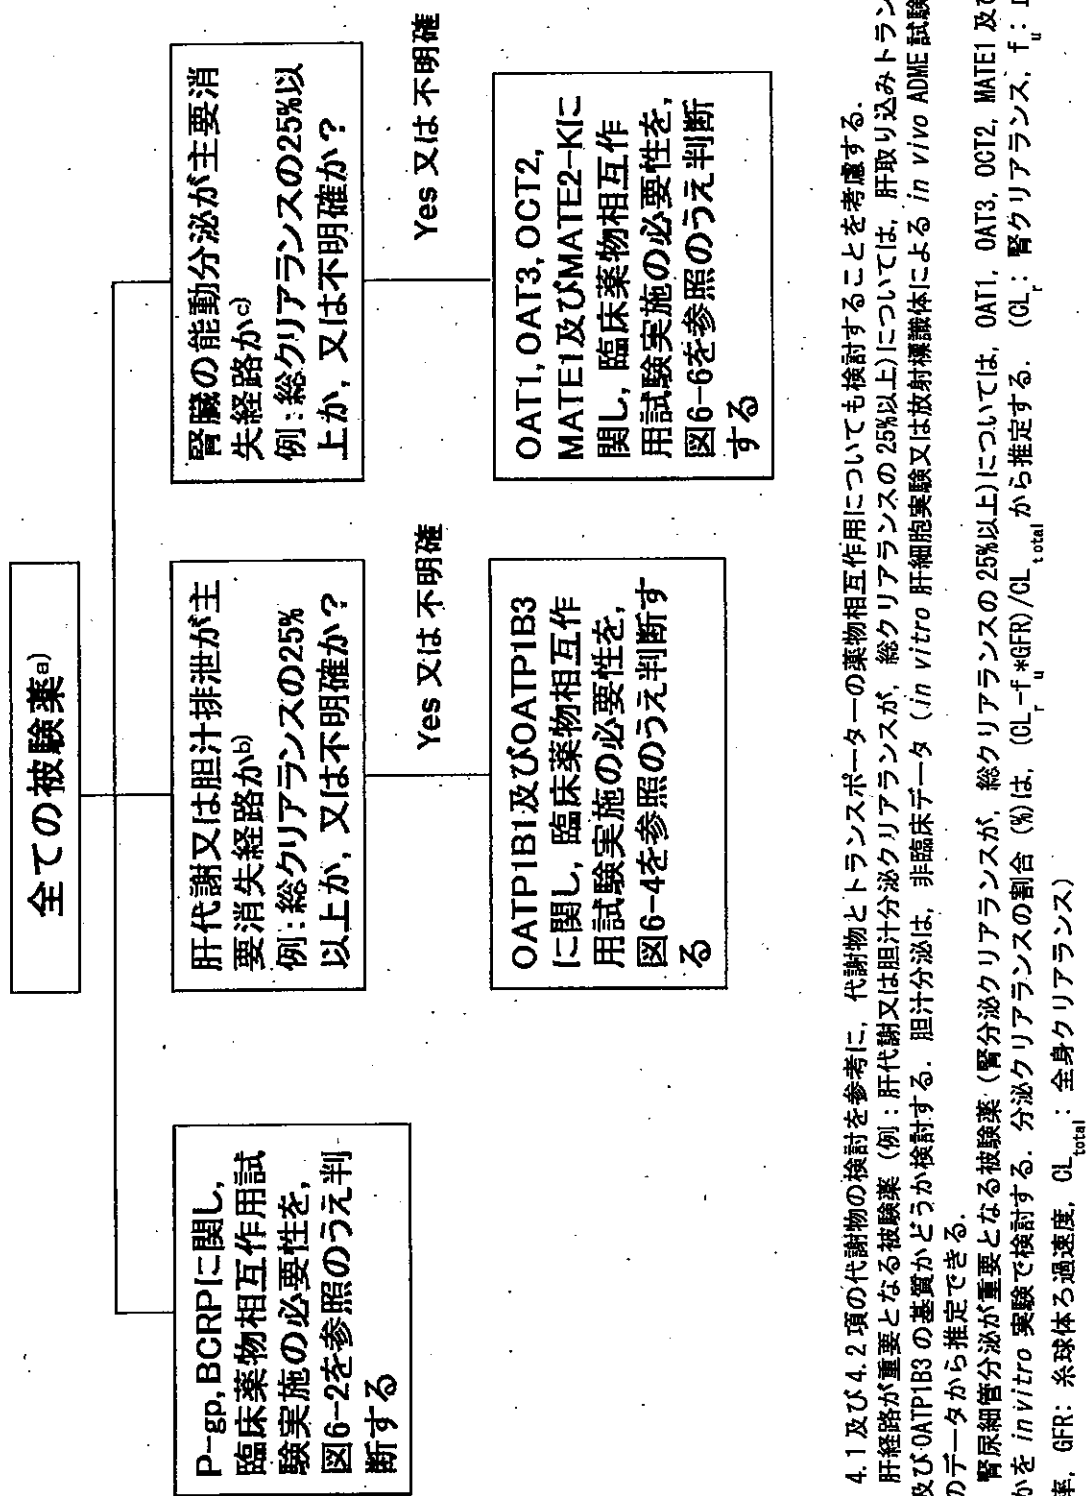 全ての被験薬a)
P-gp, BCRPに関し,
臨床薬物相互作用試
験実施の必要性を,
図6-2を参照のうえ判
断する
肝代謝又は胆汁排泄が主
要消失経路かb)
例：総クリアランスの25%
以上か, 又は不明確か？
Yes 又は 不明確
OATP1B1及びOATP1B3
に関し, 臨床薬物相互作
用試験実施の必要性を,
図6-4を参照のうえ判断す
る
腎臓の能動分泌が主要消
失経路かc)
例：総クリアランスの25%以
上か, 又は不明確か？
Yes 又は 不明確
OAT1, OAT3, OCT2,
MATE1及びMATE2-Kに
関し, 臨床薬物相互作
用試験実施の必要性を,
図6-6を参照のうえ判断
する
4.1 及び 4.2 項の代謝物の検討を参考に, 代謝物とトランスポーターの薬物相互作用についても検討することを考慮する.
肝経路が重要となる被験薬（例：肝代謝又は胆汁分泌クリアランスが, 総クリアランスの 25%以上）については, 肝取り込みトラン
及び OATP1B3 の基質かどうか検討する. 胆汁分泌は, 非臨床データ（in vitro 肝細胞実験又は放射標識体による in vivo ADME 試験
のデータから推定できる.
腎尿細管分泌が重要となる被験薬（腎分泌クリアランスが, 総クリアランスの 25%以上）については, OAT1, OAT3, OCT2, MATE1 及び
かを in vitro 実験で検討する. 分泌クリアランスの割合（%）は, (CLr-fu*GFR)/CLtotal から推定する. (CLr: 腎クリアランス, fu:
率, GFR: 糸球体ろ過速度, CLtotal: 全身クリアランス)